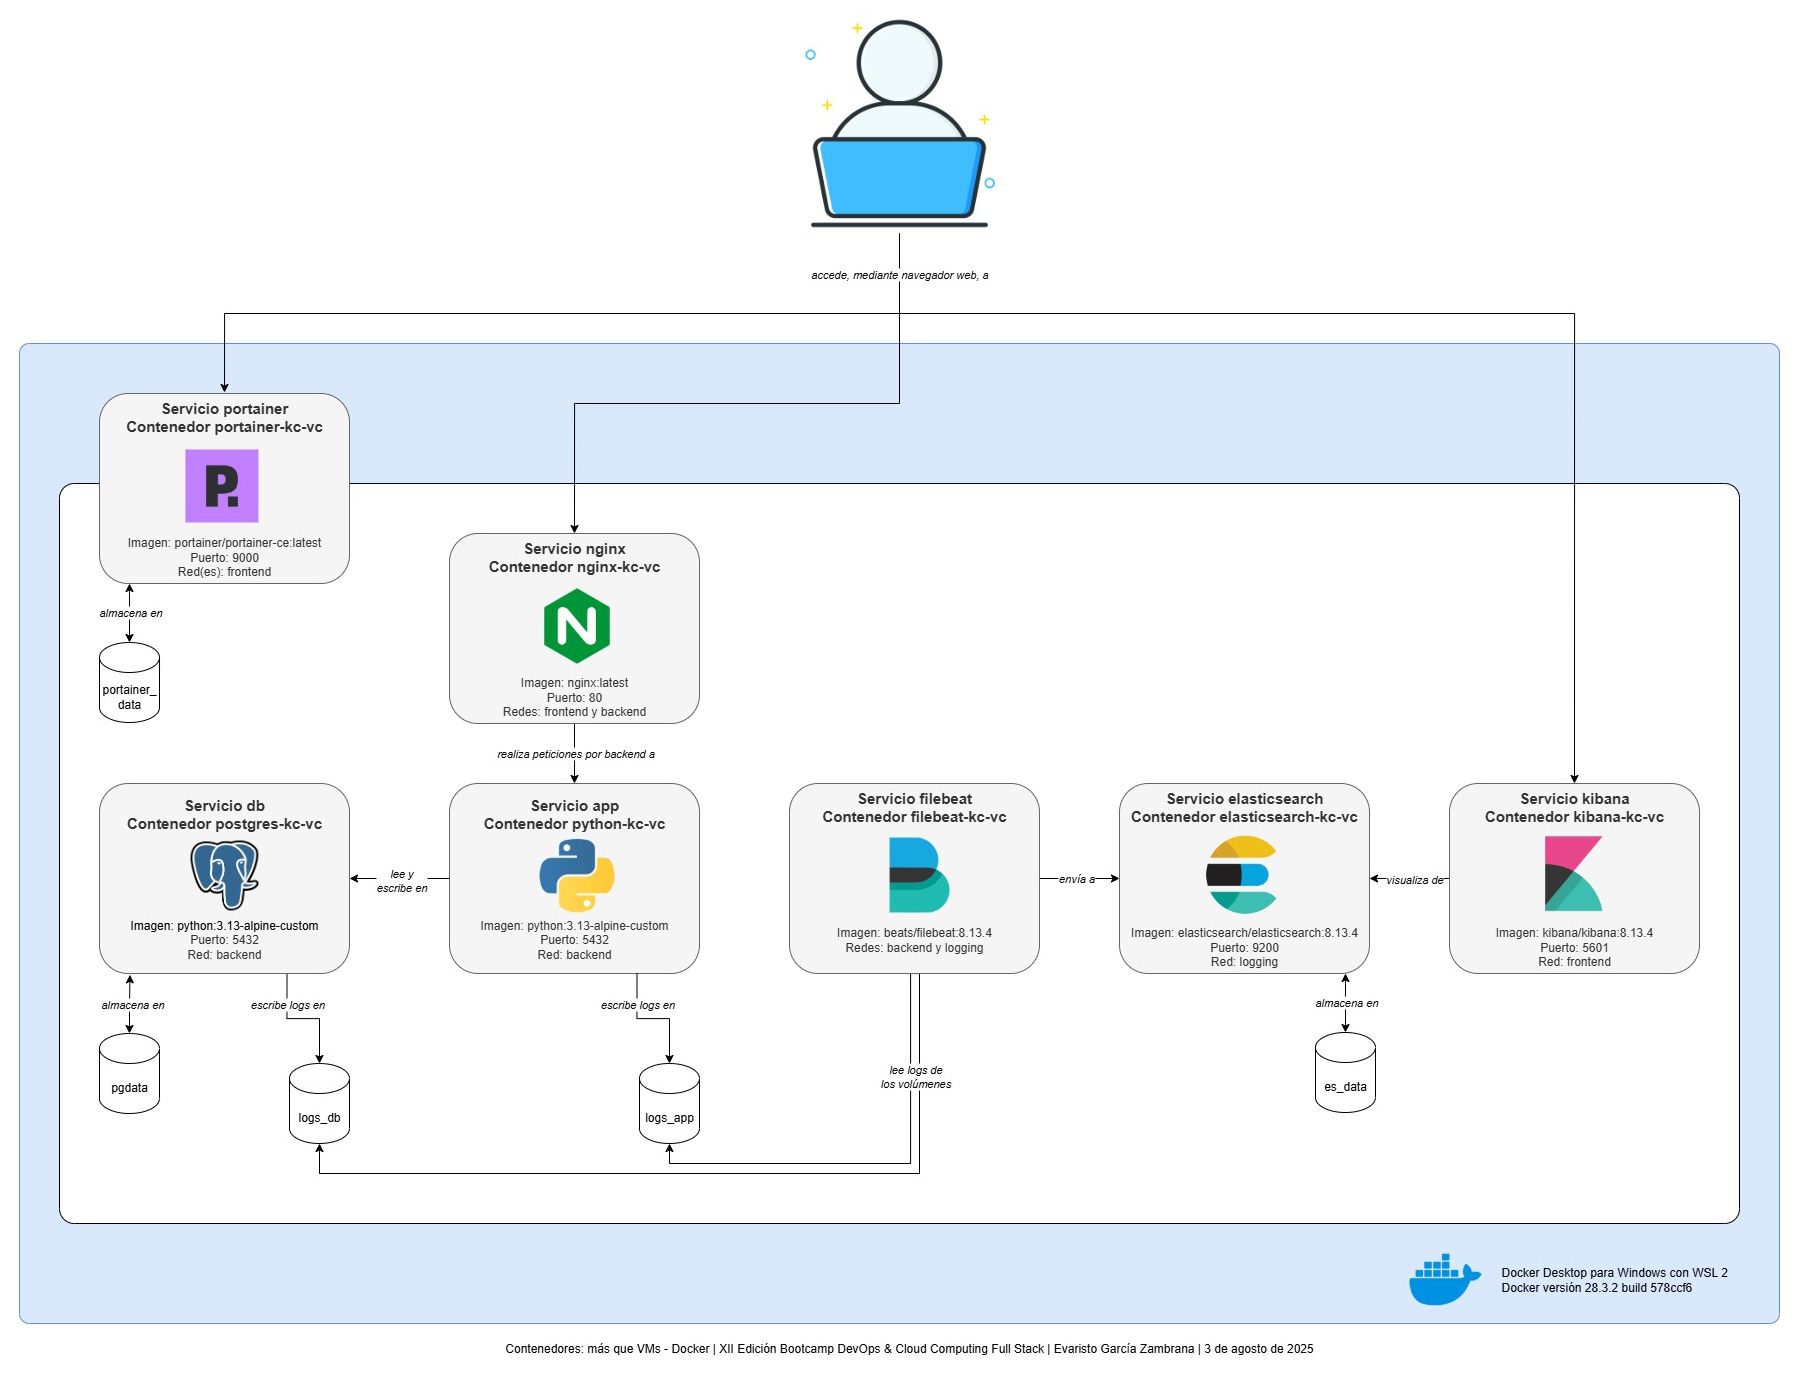 accede, mediante navegador web, a
Servicio portainer
Contenedor portainer-kc-vc
P.
Imagen: portainer/portainer-ce:latest
Puerto: 9000
Red(es): frontend
almacena en
portainer_
data
Servicio nginx
Contenedor nginx-kc-vc
N
Imagen: nginx:latest
Puerto: 80
Redes: frontend y backend
realiza peticiones por backend a
Servicio db
Contenedor postgres-kc-vc
Imagen: python:3.13-alpine-custom
Puerto: 5432
Red: backend
lee y
escribe en
Servicio app
Contenedor python-kc-vc
Imagen: python:3.13-alpine-custom
Puerto: 5432
Red: backend
Servicio filebeat
Contenedor filebeat-kc-vc
Imagen: beats/filebeat:8.13.4
Redes: backend y logging
envía a
Servicio elasticsearch
Contenedor elasticsearch-kc-vc
Imagen: elasticsearch/elasticsearch:8.13.4
Puerto: 9200
Red: logging
visualiza de
Servicio kibana
Contenedor kibana-kc-vc
Imagen: kibana/kibana:8.13.4
Puerto: 5601
Red: frontend
almacena en
pgdata
escribe logs en
logs_db
escribe logs en
logs_app
lee logs de
los volúmenes
almacena en
es_data
Docker Desktop para Windows con WSL 2
Docker versión 28.3.2 build 578ccf6
Contenedores: más que VMs - Docker | XII Edición Bootcamp DevOps & Cloud Computing Full Stack | Evaristo García Zambrana | 3 de agosto de 2025